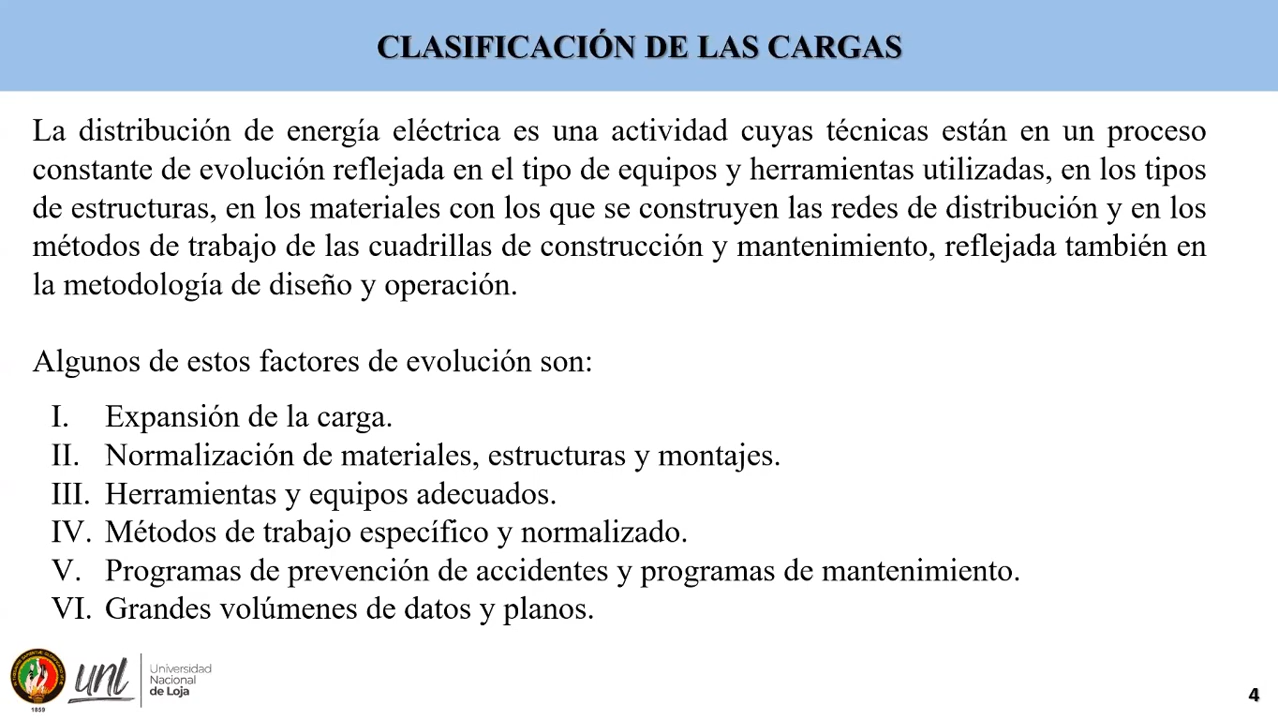 CLASIFICACIÓN DE LAS CARGAS
La distribución de energía eléctrica es una actividad cuyas técnicas están en un proceso
constante de evolución reflejada en el tipo de equipos y herramientas utilizadas, en los tipos
de estructuras, en los materiales con los que se construyen las redes de distribución y en los
métodos de trabajo de las cuadrillas de construcción y mantenimiento, reflejada también en
la metodología de diseño y operación.
Algunos de estos factores de evolución son:
I. Expansión de la carga.
II. Normalización de materiales, estructuras y montajes.
III. Herramientas y equipos adecuados.
IV. Métodos de trabajo específico y normalizado.
V. Programas de prevención de accidentes y programas de mantenimiento.
VI. Grandes volúmenes de datos y planos.
1859
unl
Universidad
Nacional
de Loja
4